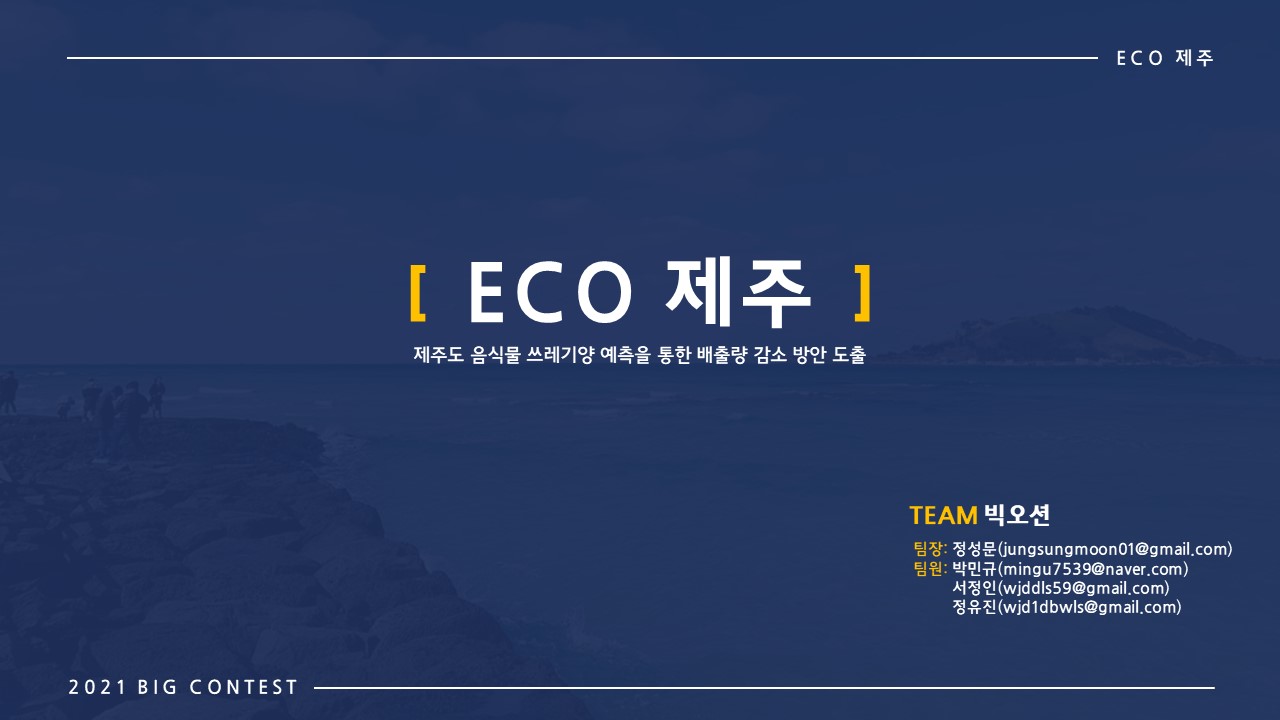 ECO 제주
[ ECO 제주 ]
제주도 음식물 쓰레기양 예측을 통한 배출량 감소 방안 도출
TEAM 빅오션
팀장: 정성문(jungsungmoon01@gmail.com)
팀원: 박민규(mingu7539@naver.com)
서정인(wjddls59@gmail.com)
정유진(wjd1dbwls@gmail.com)
2021 BIG CONTEST